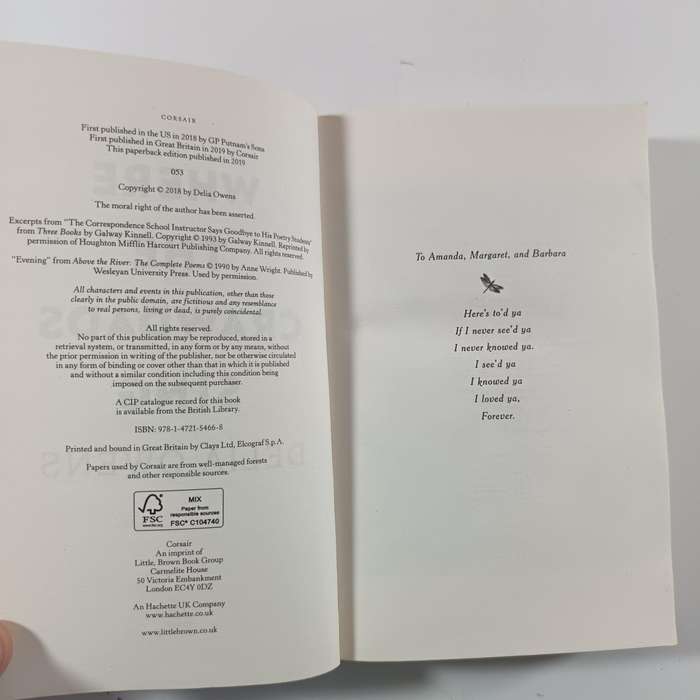 CORSAIR
First published in the US in 2018 by GP Putnam's Sons
First published in Great Britain in 2019 by Corsair
This paperback edition published in 2019
053
Copyright © 2018 by Delia Owens
The moral right of the author has been asserted.
Excerpts from "The Correspondence School Instructor Says Goodbye to His Poetry Students"
from Three Books by Galway Kinnell. Copyright © 1993 by Galway Kinnell. Reprinted by
permission of Houghton Mifflin Harcourt Publishing Company. All rights reserved.
"Evening" from Above the River: The Complete Poems © 1990 by Anne Wright. Published by
Wesleyan University Press. Used by permission.
All characters and events in this publication, other than those
clearly in the public domain, are fictitious and any resemblance
to real persons, living or dead, is purely coincidental.
All rights reserved.
No part of this publication may be reproduced, stored in a
retrieval system, or transmitted, in any form or by any means, without
the prior permission in writing of the publisher, nor be otherwise circulated
in any form of binding or cover other than that in which it is published
and without a similar condition including this condition being
imposed on the subsequent purchaser.
A CIP catalogue record for this book
is available from the British Library.
ISBN: 978-1-4721-5466-8
Printed and bound in Great Britain by Clays Ltd, Elcograf S.p.A.
Papers used by Corsair are from well-managed forests
and other responsible sources.
FSC
www.fsc.org
MIX
Paper from
responsible sources
FSC® C104740
Corsair
An imprint of
Little, Brown Book Group
Carmelite House
50 Victoria Embankment
London EC4Y 0DZ
An Hachette UK Company
www.hachette.co.uk
www.littlebrown.co.uk
To Amanda, Margaret, and Barbara
Here's to'd ya
If I never see'd ya
I never knowed ya.
I see'd ya
I knowed ya
I loved ya,
Forever.